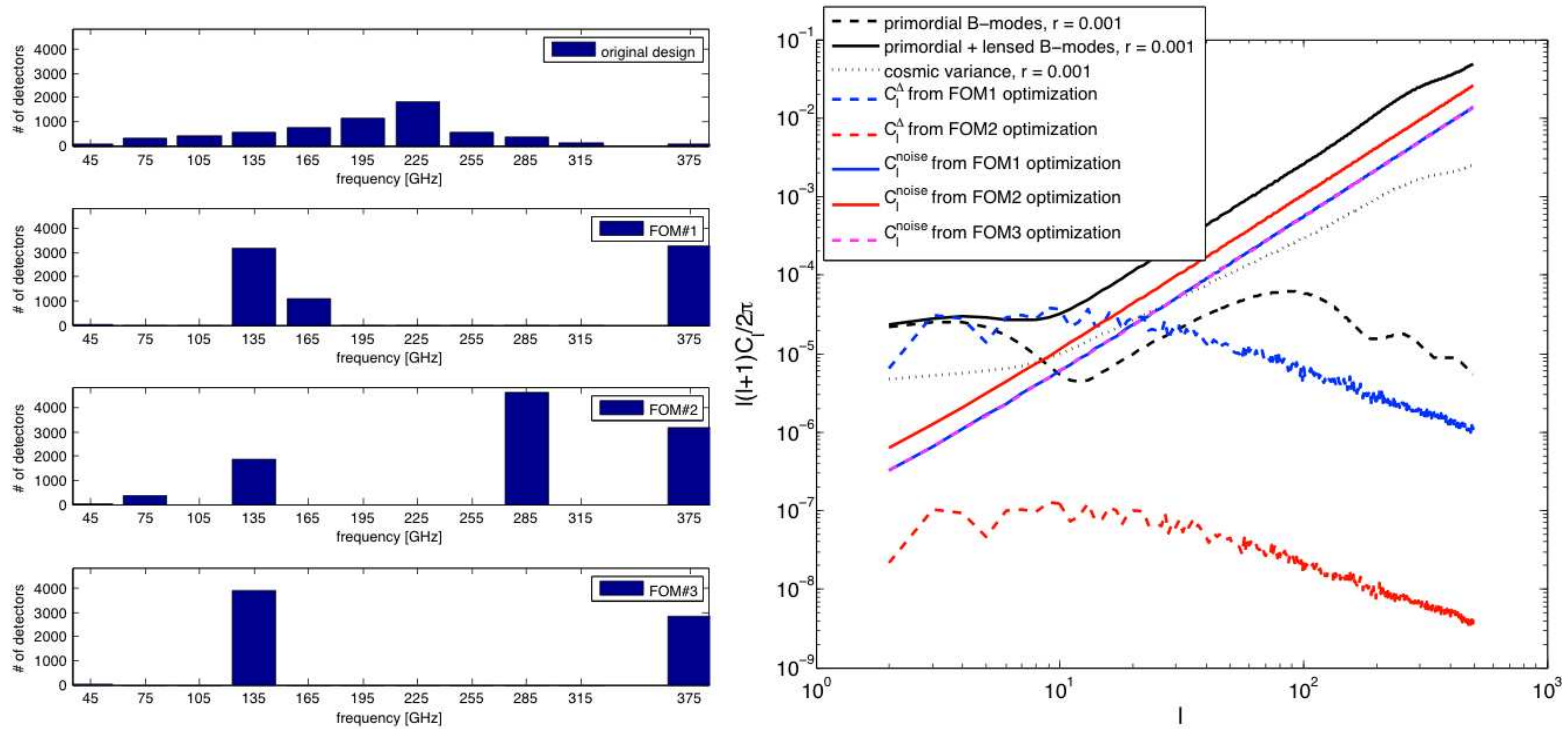 original design
# of detectors
4000
3000
2000
1000
0
45 75 105 135 165 195 225 255 285 315 375
frequency [GHz]
FOM#1
# of detectors
4000
3000
2000
1000
0
45 75 105 135 165 195 225 255 285 315 375
frequency [GHz]
FOM#2
# of detectors
4000
3000
2000
1000
0
45 75 105 135 165 195 225 255 285 315 375
frequency [GHz]
FOM#3
# of detectors
4000
3000
2000
1000
0
45 75 105 135 165 195 225 255 285 315 375
frequency [GHz]
primordial B−modes, r = 0.001
primordial + lensed B−modes, r = 0.001
cosmic variance, r = 0.001
C_l^Δ from FOM1 optimization
C_l^Δ from FOM2 optimization
C_l^noise from FOM1 optimization
C_l^noise from FOM2 optimization
C_l^noise from FOM3 optimization
l(l+1)C_l/2π
10^−1
10^−2
10^−3
10^−4
10^−5
10^−6
10^−7
10^−8
10^−9
10^0 10^1 10^2 10^3
l